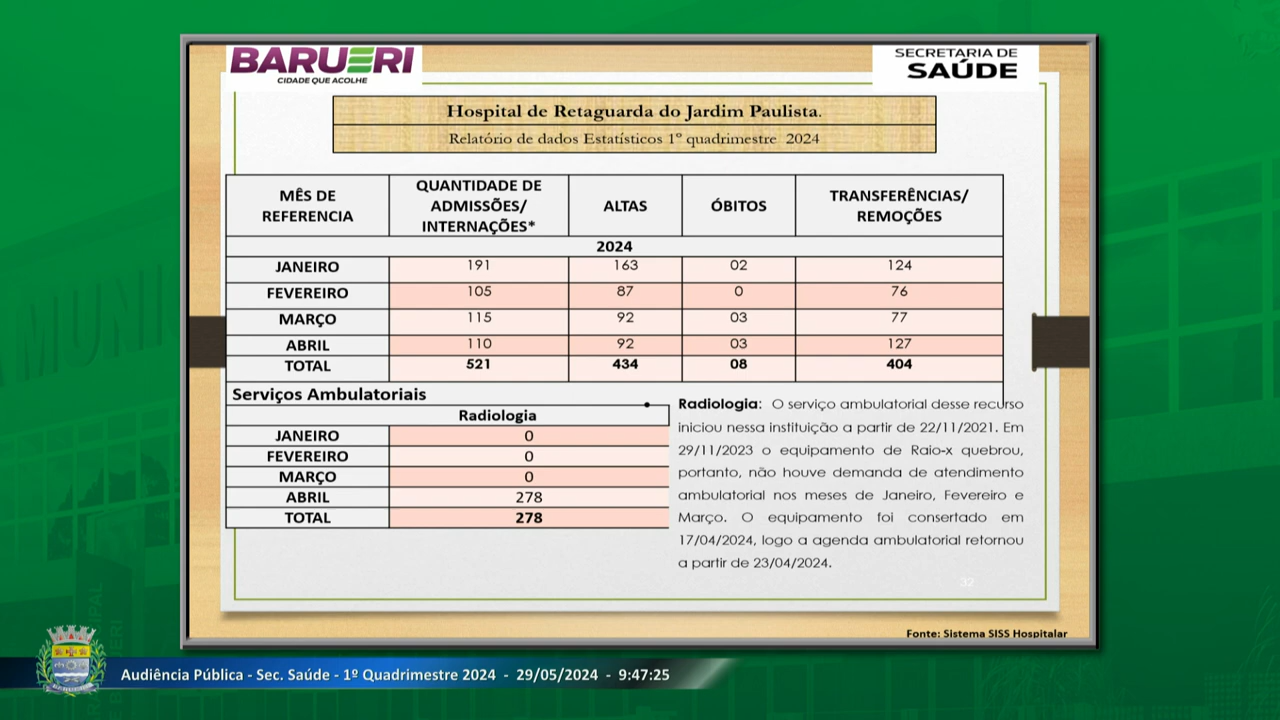 BARUERI
CIDADE QUE ACOLHE
SECRETARIA DE
SAÚDE
Hospital de Retaguarda do Jardim Paulista.
Relatório de dados Estatísticos 1º quadrimestre 2024
MÊS DE REFERENCIA QUANTIDADE DE ADMISSÕES/ INTERNAÇÕES* ALTAS ÓBITOS TRANSFERÊNCIAS/ REMOÇÕES
2024
JANEIRO 191 163 02 124
FEVEREIRO 105 87 0 76
MARÇO 115 92 03 77
ABRIL 110 92 03 127
TOTAL 521 434 08 404
Serviços Ambulatoriais
Radiologia
JANEIRO 0
FEVEREIRO 0
MARÇO 0
ABRIL 278
TOTAL 278
Radiologia: O serviço ambulatorial desse recurso
iniciou nessa instituição a partir de 22/11/2021. Em
29/11/2023 o equipamento de Raio-x quebrou,
portanto, não houve demanda de atendimento
ambulatorial nos meses de Janeiro, Fevereiro e
Março. O equipamento foi consertado em
17/04/2024, logo a agenda ambulatorial retornou
a partir de 23/04/2024.
32
Fonte: Sistema SISS Hospitalar
Audiência Pública - Sec. Saúde - 1º Quadrimestre 2024 - 29/05/2024 - 9:47:25